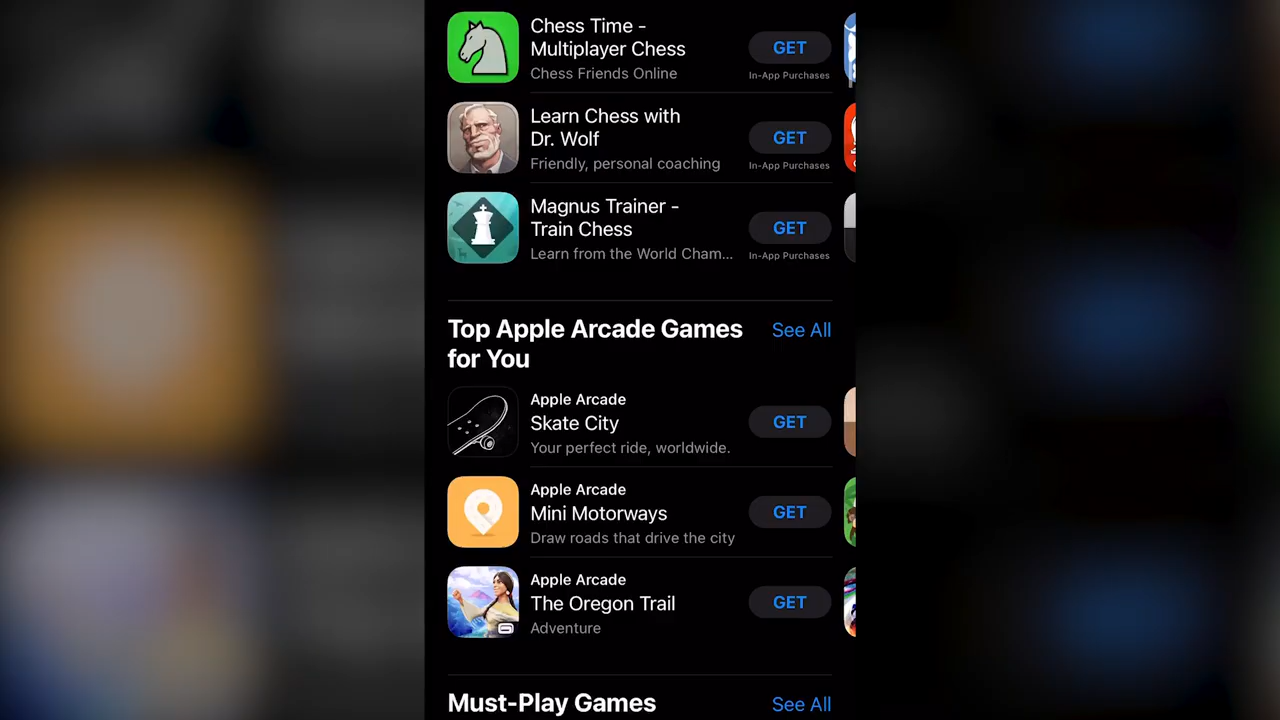 Chess Time -
Multiplayer Chess
Chess Friends Online
GET
In-App Purchases
Learn Chess with
Dr. Wolf
Friendly, personal coaching
GET
In-App Purchases
Magnus Trainer -
Train Chess
Learn from the World Cham...
GET
In-App Purchases
Top Apple Arcade Games
for You
See All
Apple Arcade
Skate City
Your perfect ride, worldwide.
GET
Apple Arcade
Mini Motorways
Draw roads that drive the city
GET
Apple Arcade
The Oregon Trail
Adventure
GET
Must-Play Games
See All